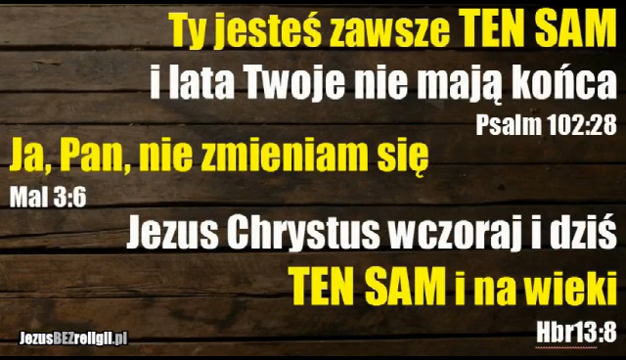 Ty jesteś zawsze TEN SAM
i lata Twoje nie mają końca
Psalm 102:28
Ja, Pan, nie zmieniam się
Mal 3:6
Jezus Chrystus wczoraj i dziś
TEN SAM i na wieki
Hbr13:8
JezusBEZreligii.pl